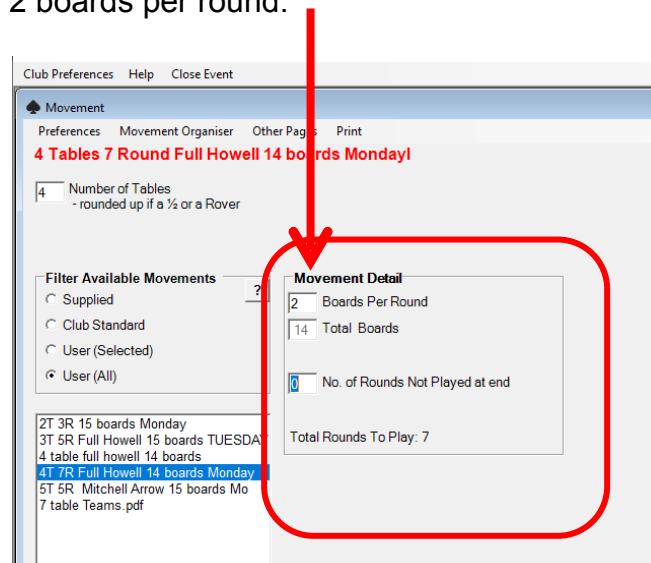 2 boards per round.
Club Preferences Help Close Event
Movement
Preferences Movement Organiser Other Pages Print
4 Tables 7 Round Full Howell 14 boards Mondayl
4 Number of Tables
- rounded up if a ½ or a Rover
Filter Available Movements
?
Supplied
Club Standard
User (Selected)
User (All)
Movement Detail
2 Boards Per Round
14 Total Boards
0 No. of Rounds Not Played at end
Total Rounds To Play: 7
2T 3R 15 boards Monday
3T 5R Full Howell 15 boards TUESDAY
4 table full howell 14 boards
4T 7R Full Howell 14 boards Monday
5T 5R Mitchell Arrow 15 boards Mo
7 table Teams.pdf